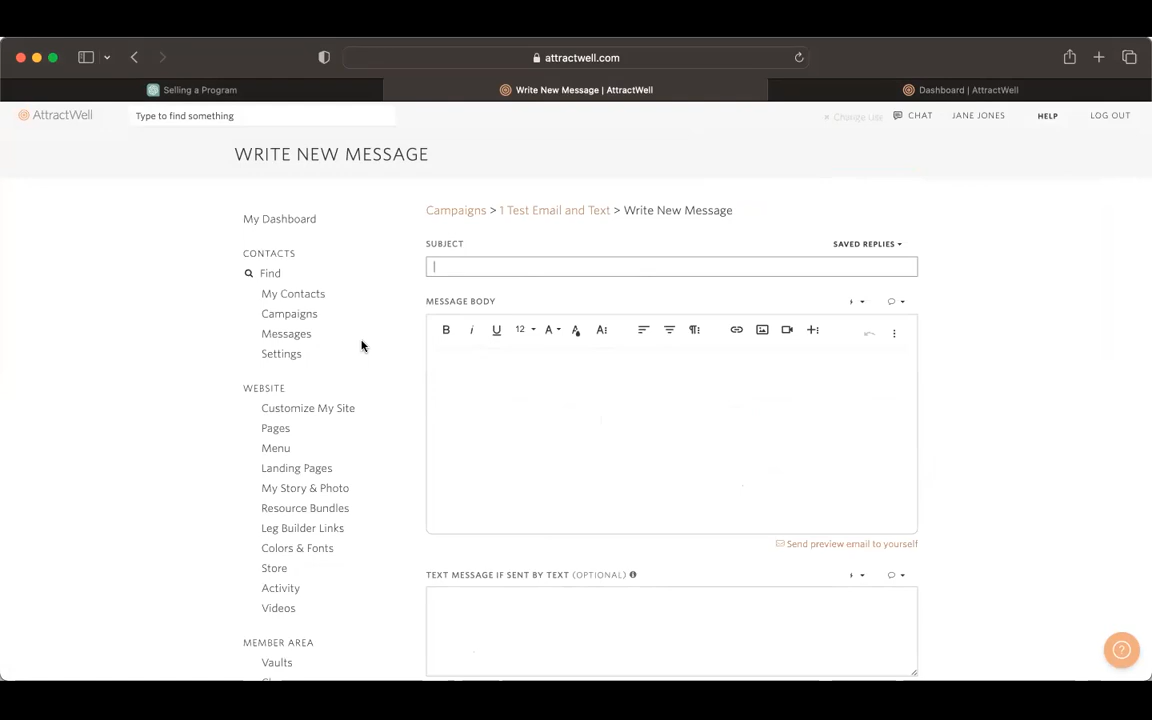 attractwell.com
Selling a Program
Write New Message | AttractWell
Dashboard | AttractWell
AttractWell
Type to find something
× Change Site
CHAT
JANE JONES
HELP
LOG OUT
WRITE NEW MESSAGE
My Dashboard
CONTACTS
Find
My Contacts
Campaigns
Messages
Settings
WEBSITE
Customize My Site
Pages
Menu
Landing Pages
My Story & Photo
Resource Bundles
Leg Builder Links
Colors & Fonts
Store
Activity
Videos
MEMBER AREA
Vaults
Campaigns > 1 Test Email and Text > Write New Message
SUBJECT
SAVED REPLIES
MESSAGE BODY
B I U 12 A A A
Send preview email to yourself
TEXT MESSAGE IF SENT BY TEXT (OPTIONAL)